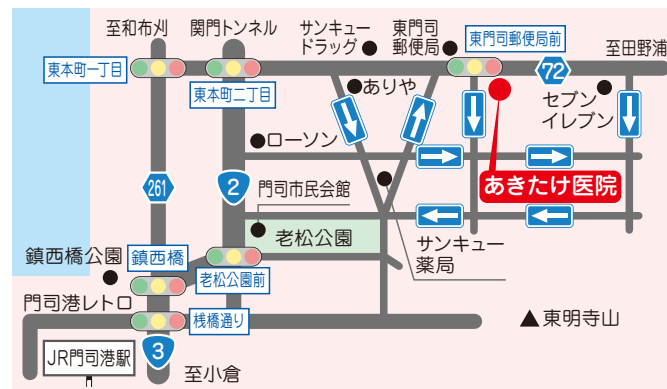 至和布刈
関門トンネル
サンキュー
ドラッグ
東門司
郵便局
東門司郵便局前
至田野浦
東本町一丁目
72
東本町二丁目
ありや
セブン
イレブン
ローソン
261
2
門司市民会館
あきたけ医院
老松公園
鎮西橋公園
鎮西橋
老松公園前
サンキュー
薬局
門司港レトロ
桟橋通り
東明寺山
JR門司港駅
3
至小倉